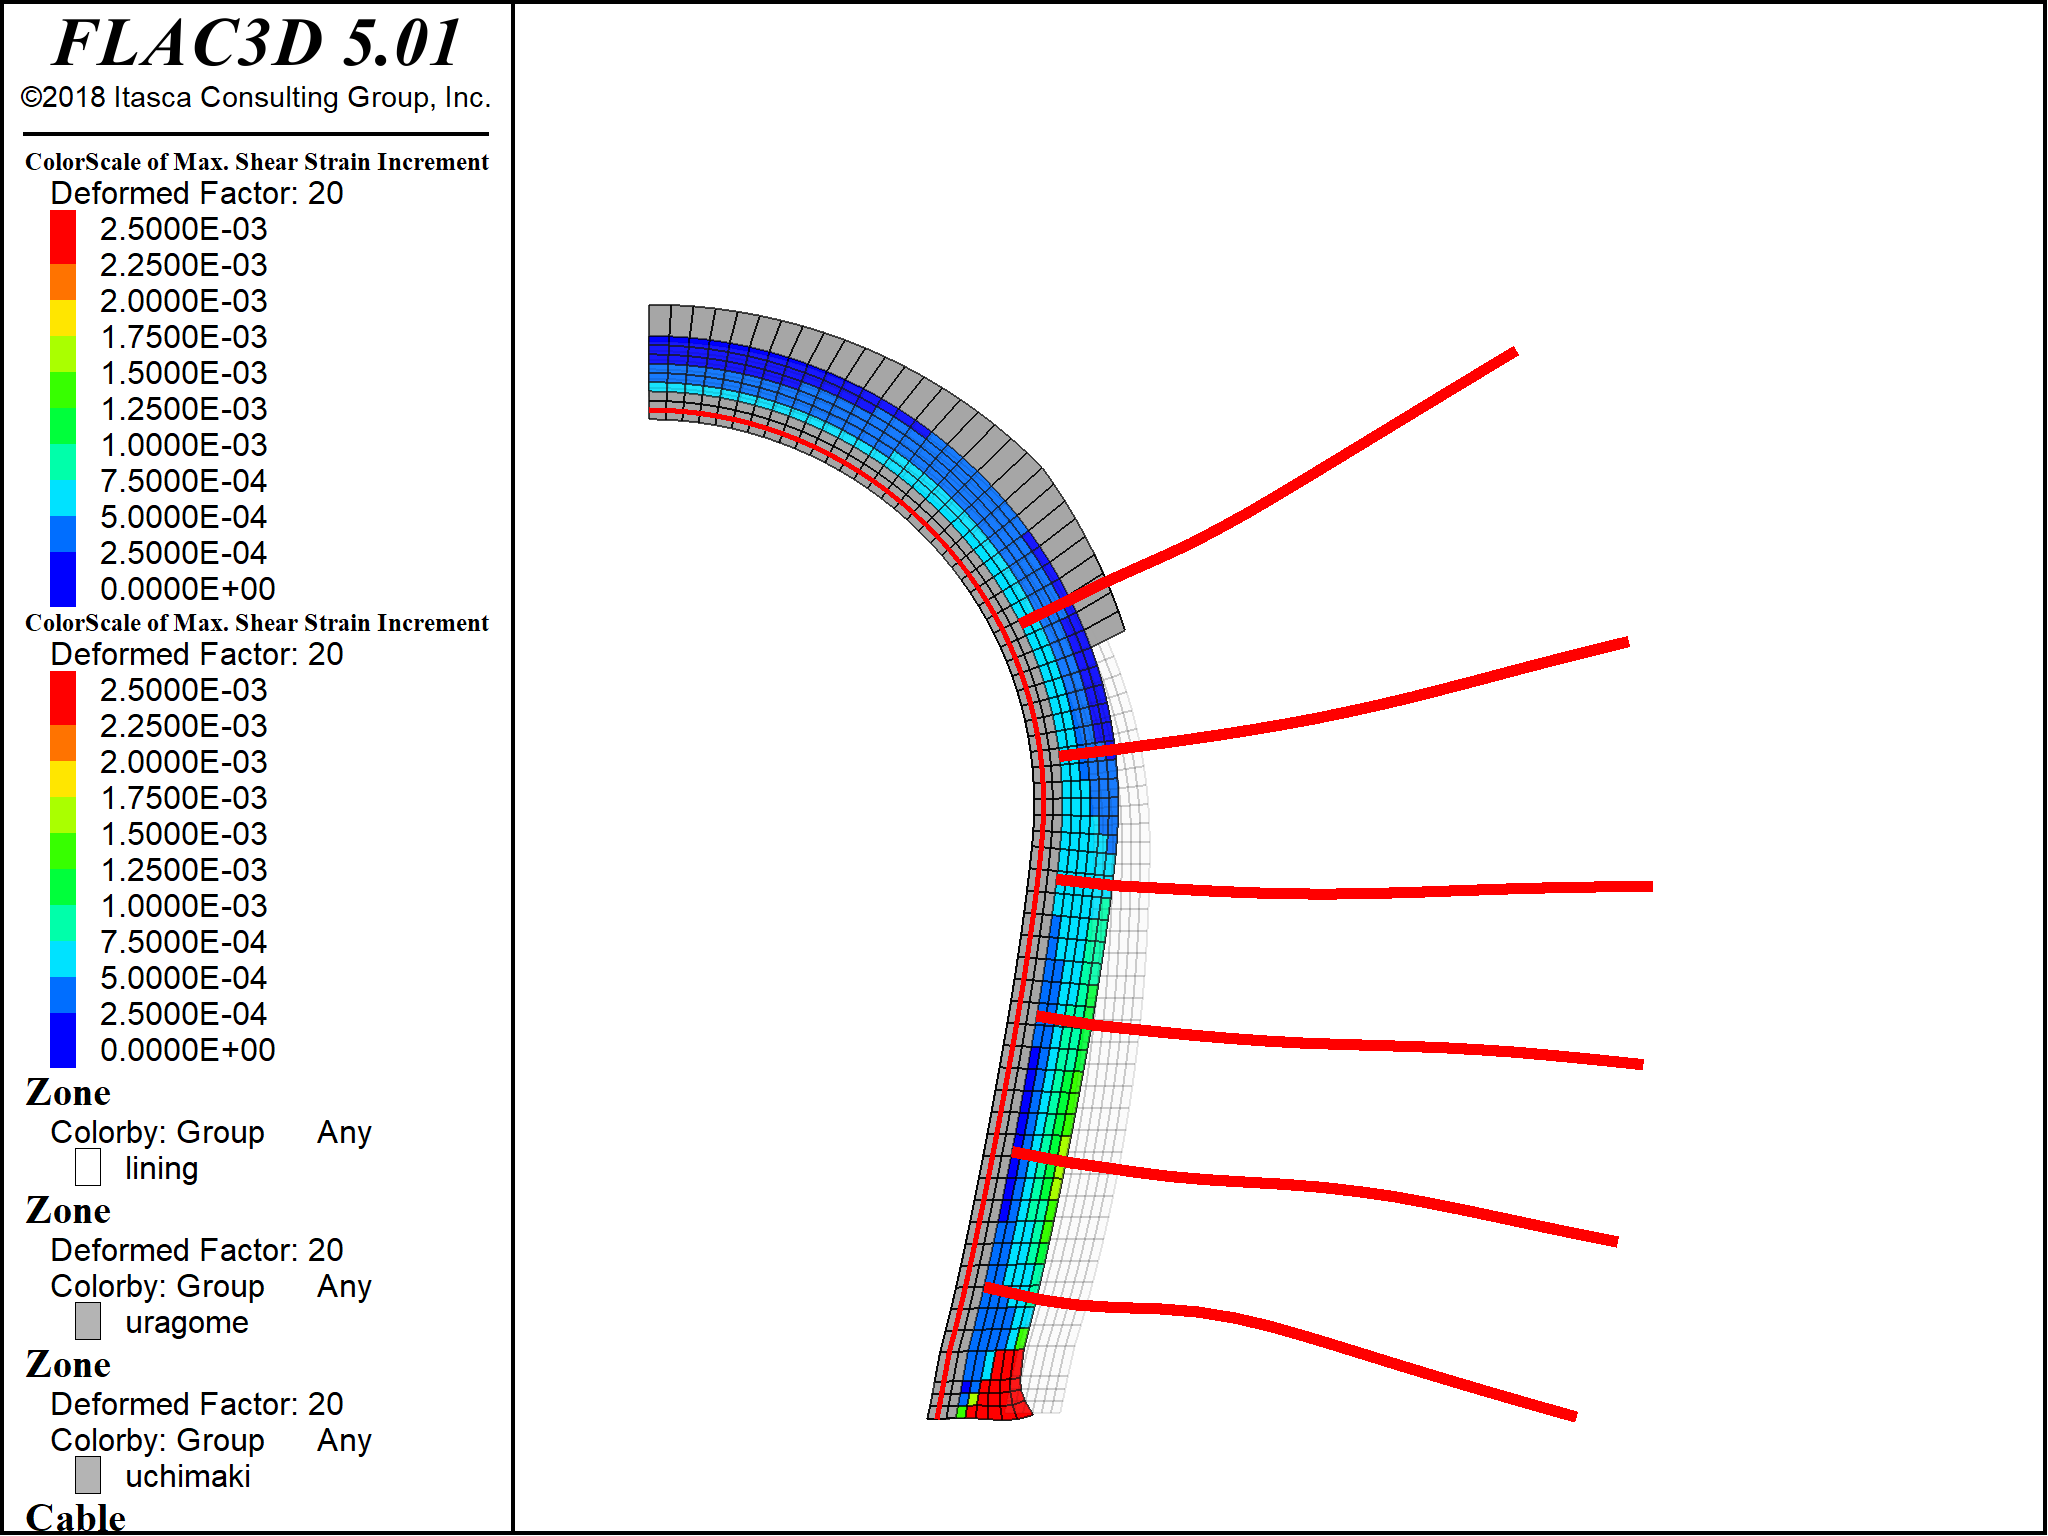 FLAC3D 5.01
©2018 Itasca Consulting Group, Inc.
ColorScale of Max. Shear Strain Increment
Deformed Factor: 20
2.5000E-03
2.2500E-03
2.0000E-03
1.7500E-03
1.5000E-03
1.2500E-03
1.0000E-03
7.5000E-04
5.0000E-04
2.5000E-04
0.0000E+00
ColorScale of Max. Shear Strain Increment
Deformed Factor: 20
2.5000E-03
2.2500E-03
2.0000E-03
1.7500E-03
1.5000E-03
1.2500E-03
1.0000E-03
7.5000E-04
5.0000E-04
2.5000E-04
0.0000E+00
Zone
Colorby: Group Any
lining
Zone
Deformed Factor: 20
Colorby: Group Any
uragome
Zone
Deformed Factor: 20
Colorby: Group Any
uchimaki
Cable